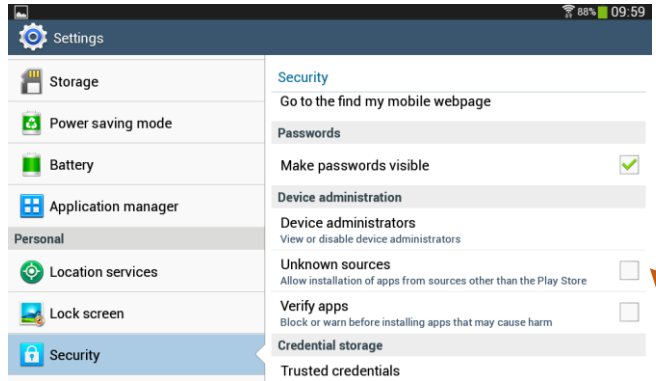 88% 09:59
Settings
Storage
Power saving mode
Battery
Application manager
Personal
Location services
Lock screen
Security
Security
Go to the find my mobile webpage
Passwords
Make passwords visible
Device administration
Device administrators
View or disable device administrators
Unknown sources
Allow installation of apps from sources other than the Play Store
Verify apps
Block or warn before installing apps that may cause harm
Credential storage
Trusted credentials